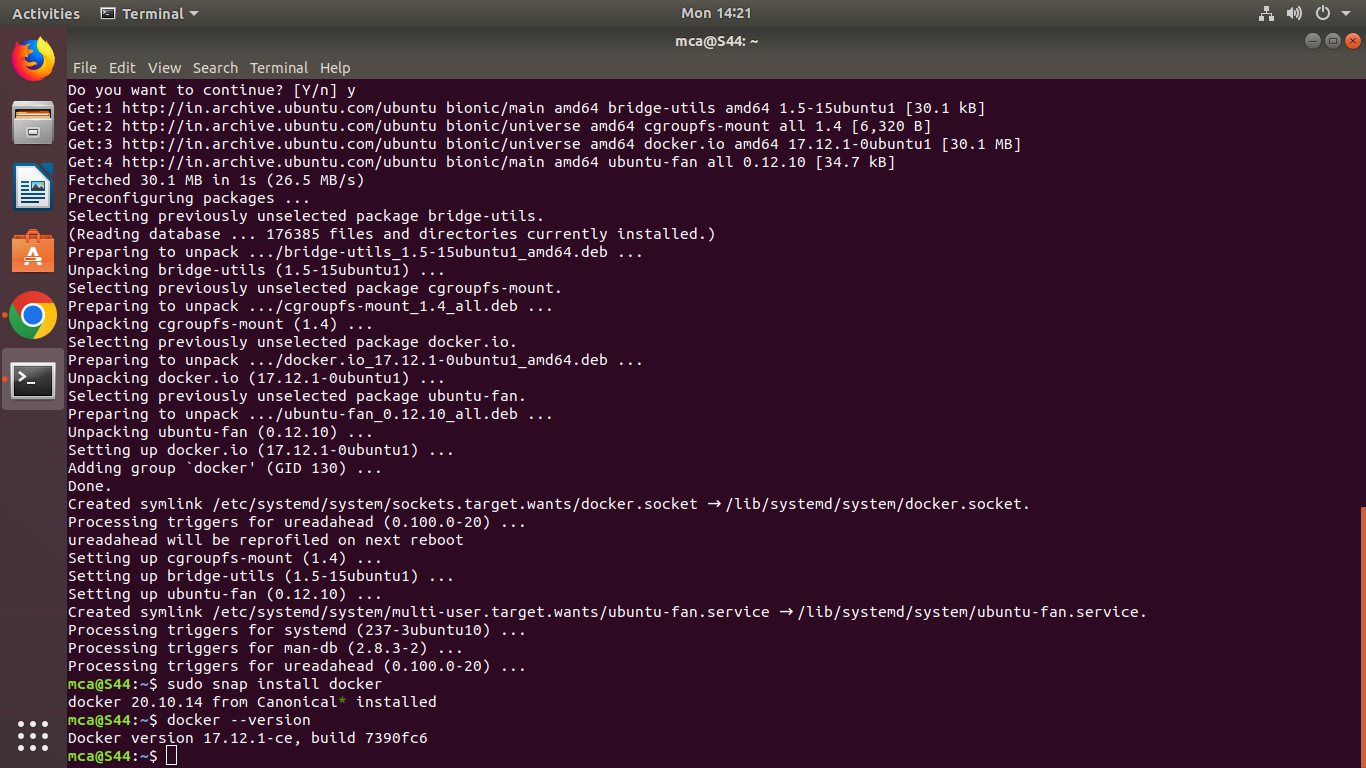 Activities Terminal Mon 14:21
mca@S44: ~
File Edit View Search Terminal Help
Do you want to continue? [Y/n] y
Get:1 http://in.archive.ubuntu.com/ubuntu bionic/main amd64 bridge-utils amd64 1.5-15ubuntu1 [30.1 kB]
Get:2 http://in.archive.ubuntu.com/ubuntu bionic/universe amd64 cgroupfs-mount all 1.4 [6,320 B]
Get:3 http://in.archive.ubuntu.com/ubuntu bionic/universe amd64 docker.io amd64 17.12.1-0ubuntu1 [30.1 MB]
Get:4 http://in.archive.ubuntu.com/ubuntu bionic/main amd64 ubuntu-fan all 0.12.10 [34.7 kB]
Fetched 30.1 MB in 1s (26.5 MB/s)
Preconfiguring packages ...
Selecting previously unselected package bridge-utils.
(Reading database ... 176385 files and directories currently installed.)
Preparing to unpack .../bridge-utils_1.5-15ubuntu1_amd64.deb ...
Unpacking bridge-utils (1.5-15ubuntu1) ...
Selecting previously unselected package cgroupfs-mount.
Preparing to unpack .../cgroupfs-mount_1.4_all.deb ...
Unpacking cgroupfs-mount (1.4) ...
Selecting previously unselected package docker.io.
Preparing to unpack .../docker.io_17.12.1-0ubuntu1_amd64.deb ...
Unpacking docker.io (17.12.1-0ubuntu1) ...
Selecting previously unselected package ubuntu-fan.
Preparing to unpack .../ubuntu-fan_0.12.10_all.deb ...
Unpacking ubuntu-fan (0.12.10) ...
Setting up docker.io (17.12.1-0ubuntu1) ...
Adding group `docker' (GID 130) ...
Done.
Created symlink /etc/systemd/system/sockets.target.wants/docker.socket → /lib/systemd/system/docker.socket.
Processing triggers for ureadahead (0.100.0-20) ...
ureadahead will be reprofiled on next reboot
Setting up cgroupfs-mount (1.4) ...
Setting up bridge-utils (1.5-15ubuntu1) ...
Setting up ubuntu-fan (0.12.10) ...
Created symlink /etc/systemd/system/multi-user.target.wants/ubuntu-fan.service → /lib/systemd/system/ubuntu-fan.service.
Processing triggers for systemd (237-3ubuntu10) ...
Processing triggers for man-db (2.8.3-2) ...
Processing triggers for ureadahead (0.100.0-20) ...
mca@S44:~$ sudo snap install docker
docker 20.10.14 from Canonical* installed
mca@S44:~$ docker --version
Docker version 17.12.1-ce, build 7390fc6
mca@S44:~$